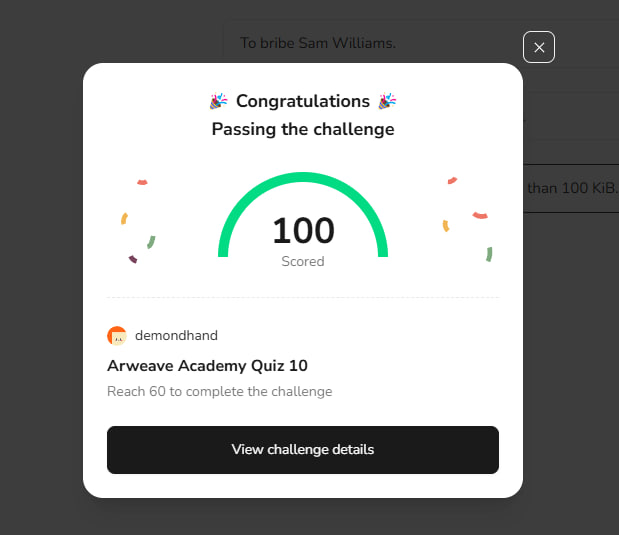 To bribe Sam Williams.
Congratulations
Passing the challenge
than 100 KiB.
100
Scored
demondhand
Arweave Academy Quiz 10
Reach 60 to complete the challenge
View challenge details